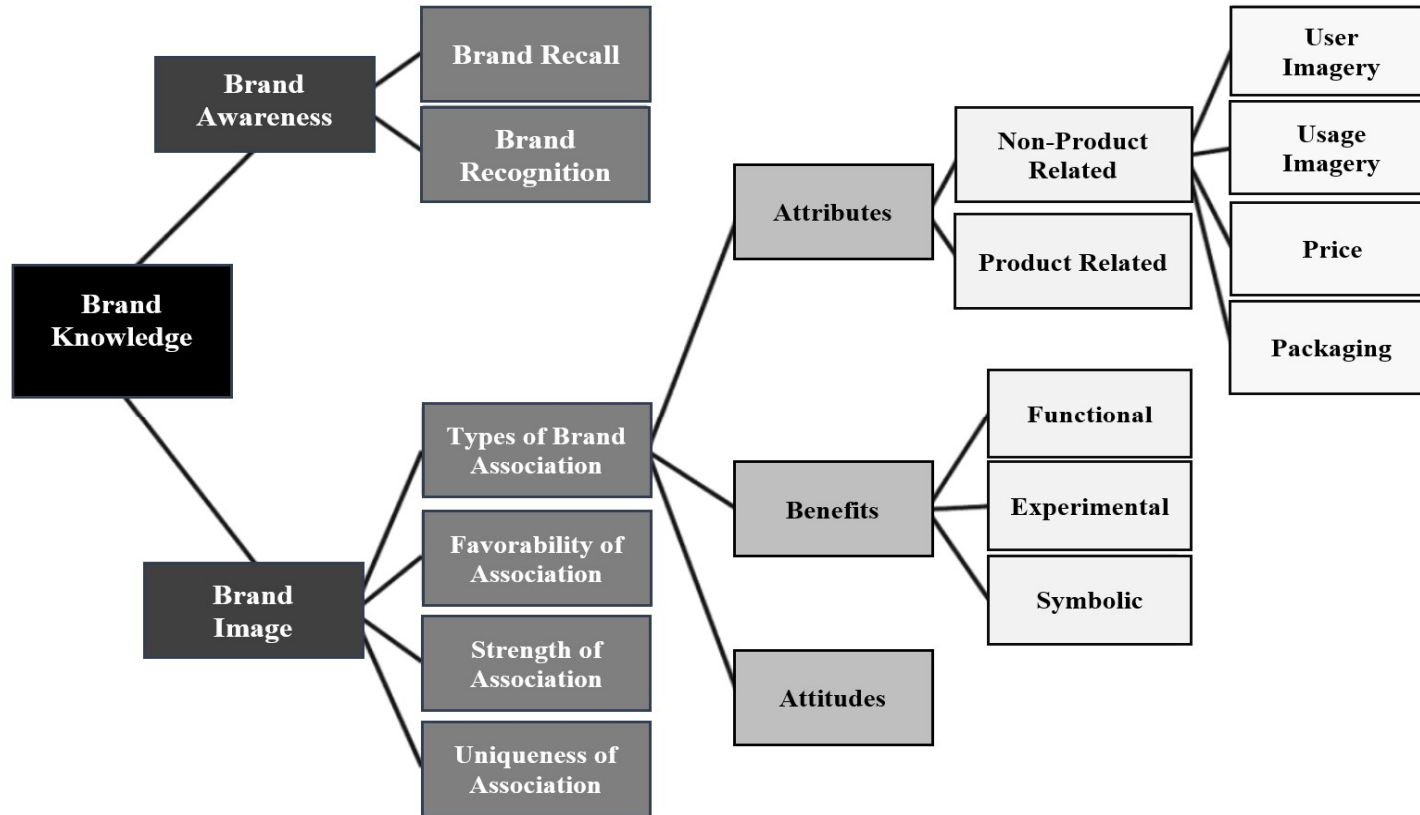 Brand
Knowledge
Brand
Awareness
Brand Recall
Brand
Recognition
Brand
Image
Types of Brand
Association
Favorability of
Association
Strength of
Association
Uniqueness of
Association
Attributes
Non-Product
Related
User
Imagery
Usage
Imagery
Price
Packaging
Product Related
Benefits
Functional
Experimental
Symbolic
Attitudes